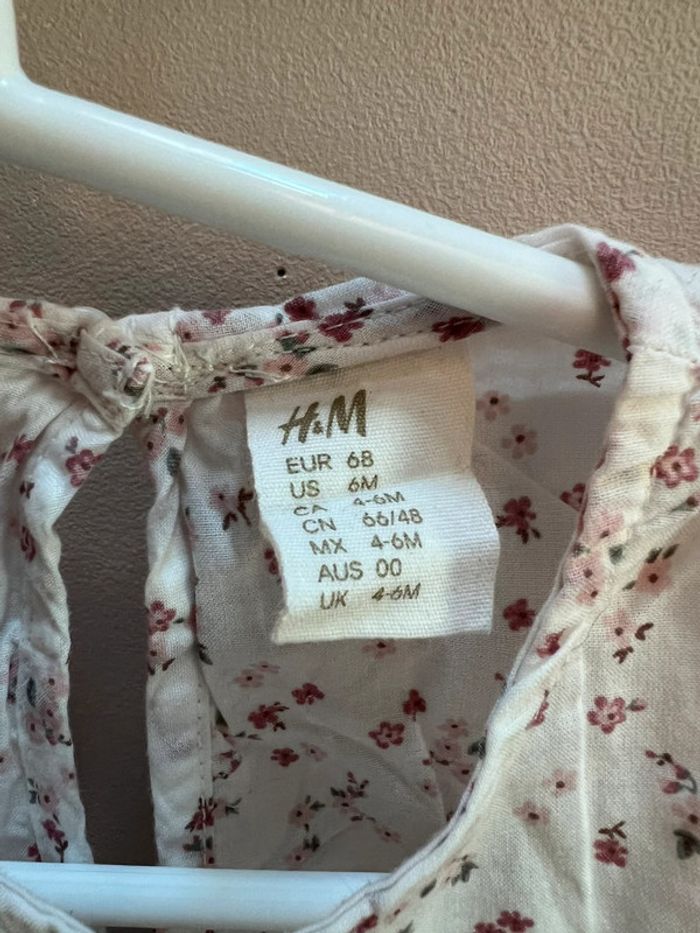 H&M
EUR 68
US 6M
CA 4-6M
CN 66/48
MX 4-6M
AUS 00
UK 4-6M